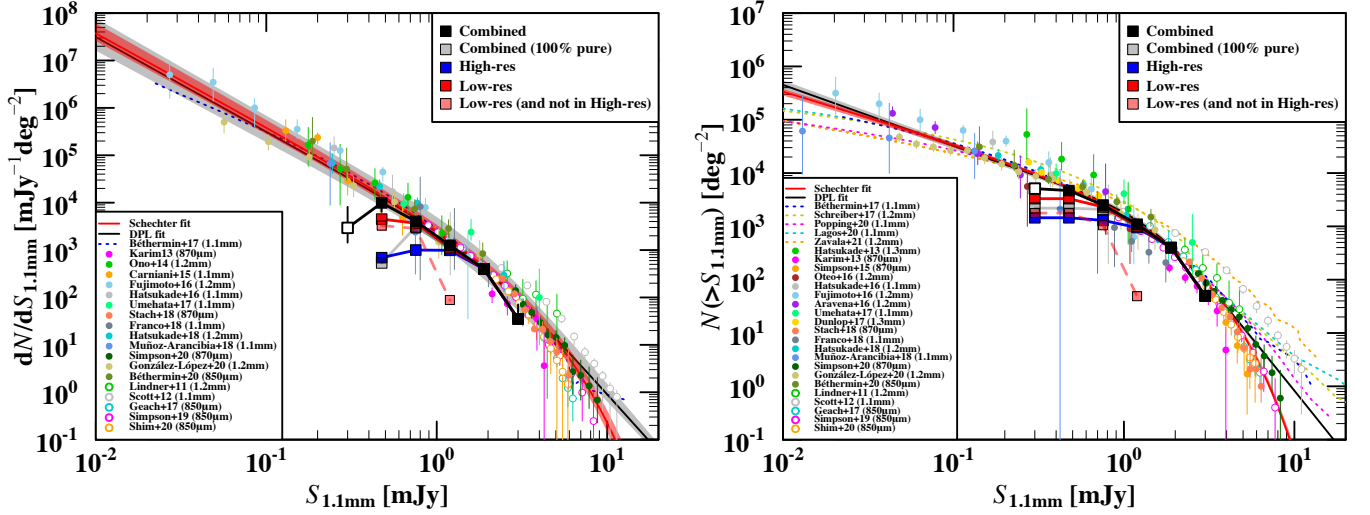 dN/dS1.1mm [mJy−1deg−2]
10^8
10^7
10^6
10^5
10^4
10^3
10^2
10^1
10^0
10^-1
Combined
Combined (100% pure)
High-res
Low-res
Low-res (and not in High-res)
Schechter fit
DPL fit
Béthermin+17 (1.1mm)
Karim13 (870μm)
Ono+14 (1.2mm)
Carniani+15 (1.1mm)
Fujimoto+16 (1.2mm)
Hatsukade+16 (1.1mm)
Umehata+17 (1.1mm)
Stach+18 (870μm)
Franco+18 (1.1mm)
Hatsukade+18 (1.2mm)
Muñoz-Arancibia+18 (1.1mm)
Simpson+20 (870μm)
González-López+20 (1.2mm)
Béthermin+20 (850μm)
Lindner+11 (1.2mm)
Scott+12 (1.1mm)
Geach+17 (850μm)
Simpson+19 (850μm)
Shim+20 (850μm)
10^-2
10^-1
10^0
10^1
S1.1mm [mJy]
N(>S1.1mm) [deg−2]
10^7
10^6
10^5
10^4
10^3
10^2
10^1
10^0
10^-1
Combined
Combined (100% pure)
High-res
Low-res
Low-res (and not in High-res)
Schechter fit
DPL fit
Béthermin+17 (1.1mm)
Schreiber+17 (1.2mm)
Popping+20 (1.1mm)
Lagos+20 (1.1mm)
Zavala+21 (1.2mm)
Hatsukade+13 (1.3mm)
Karim+13 (870μm)
Simpson+15 (870μm)
Oteo+16 (1.2mm)
Hatsukade+16 (1.1mm)
Fujimoto+16 (1.2mm)
Aravena+16 (1.2mm)
Umehata+17 (1.1mm)
Dunlop+17 (1.3mm)
Stach+18 (870μm)
Franco+18 (1.1mm)
Hatsukade+18 (1.2mm)
Muñoz-Arancibia+18 (1.1mm)
Simpson+20 (870μm)
González-López+20 (1.2mm)
Béthermin+20 (850μm)
Lindner+11 (1.2mm)
Scott+12 (1.1mm)
Geach+17 (850μm)
Simpson+19 (850μm)
Shim+20 (850μm)
10^-2
10^-1
10^0
10^1
S1.1mm [mJy]